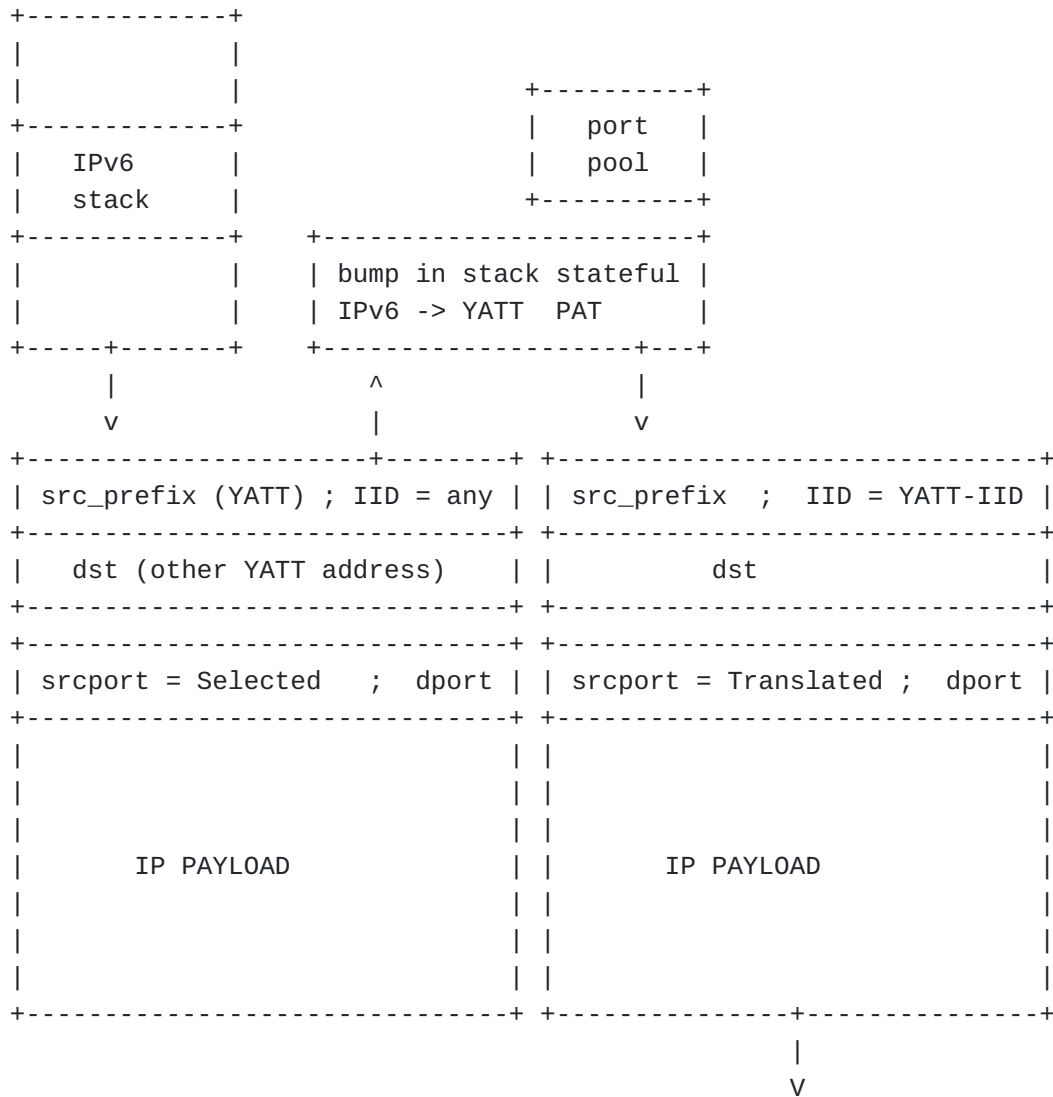 port
IPv6 pool
stack
bump in stack stateful
IPv6 -> YATT PAT
src_prefix (YATT) ; IID = any
src_prefix ; IID = YATT-IID
dst (other YATT address)
dst
srcport = Selected ; dport
srcport = Translated ; dport
IP PAYLOAD
IP PAYLOAD